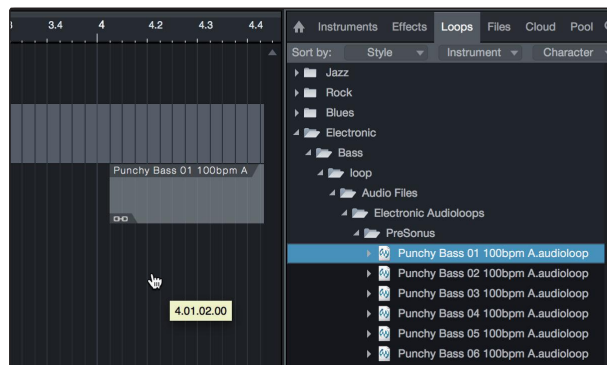 3.4 4 4.2 4.3 4.4
Instruments Effects Loops Files Cloud Pool
Sort by: Style Instrument Character
Jazz
Rock
Blues
Electronic
Bass
loop
Audio Files
Electronic Audioloops
PreSonus
Punchy Bass 01 100bpm A.audioloop
Punchy Bass 02 100bpm A.audioloop
Punchy Bass 03 100bpm A.audioloop
Punchy Bass 04 100bpm A.audioloop
Punchy Bass 05 100bpm A.audioloop
Punchy Bass 06 100bpm A.audioloop
Punchy Bass 01 100bpm A
4.01.02.00